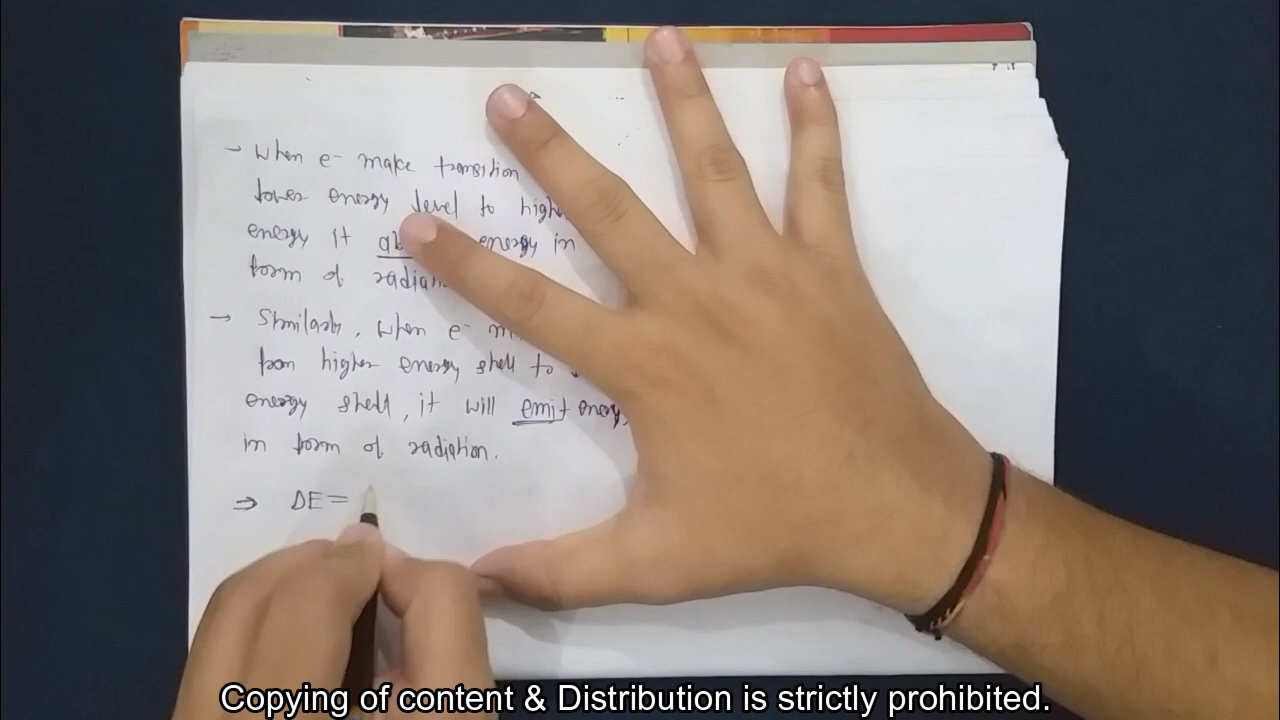 - When e- make transition
lower energy level to high
energy it energy in
form of radia
→ Similarly, when e- m
from higher energy shell to
energy shell, it will emit energy
in form of radiation.
⇒ ΔE =
Copying of content & Distribution is strictly prohibited.